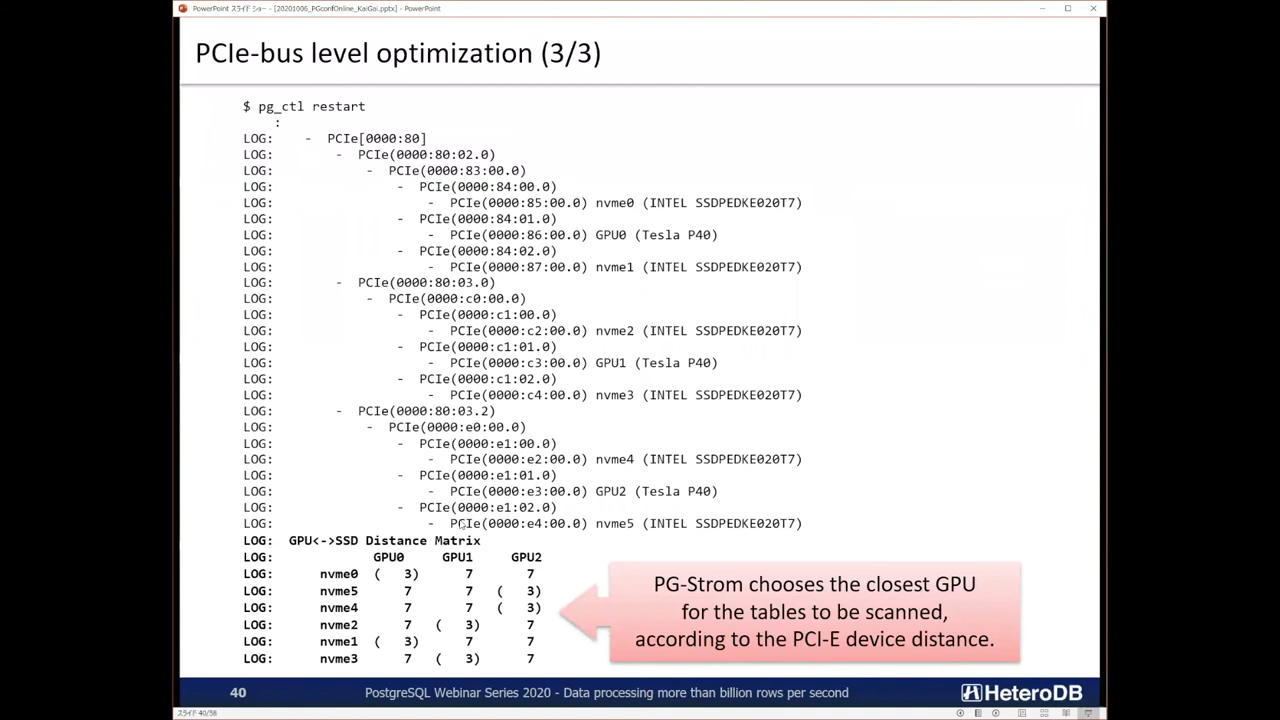 PowerPoint スライド ショー - [20201006_PGconfOnline_KaiGai.pptx] - PowerPoint
PCIe-bus level optimization (3/3)
$ pg_ctl restart
:
LOG: - PCIe[0000:80]
LOG: - PCIe(0000:80:02.0)
LOG: - PCIe(0000:83:00.0)
LOG: - PCIe(0000:84:00.0)
LOG: - PCIe(0000:85:00.0) nvme0 (INTEL SSDPEDKE020T7)
LOG: - PCIe(0000:84:01.0)
LOG: - PCIe(0000:86:00.0) GPU0 (Tesla P40)
LOG: - PCIe(0000:84:02.0)
LOG: - PCIe(0000:87:00.0) nvme1 (INTEL SSDPEDKE020T7)
LOG: - PCIe(0000:80:03.0)
LOG: - PCIe(0000:c0:00.0)
LOG: - PCIe(0000:c1:00.0)
LOG: - PCIe(0000:c2:00.0) nvme2 (INTEL SSDPEDKE020T7)
LOG: - PCIe(0000:c1:01.0)
LOG: - PCIe(0000:c3:00.0) GPU1 (Tesla P40)
LOG: - PCIe(0000:c1:02.0)
LOG: - PCIe(0000:c4:00.0) nvme3 (INTEL SSDPEDKE020T7)
LOG: - PCIe(0000:80:03.2)
LOG: - PCIe(0000:e0:00.0)
LOG: - PCIe(0000:e1:00.0)
LOG: - PCIe(0000:e2:00.0) nvme4 (INTEL SSDPEDKE020T7)
LOG: - PCIe(0000:e1:01.0)
LOG: - PCIe(0000:e3:00.0) GPU2 (Tesla P40)
LOG: - PCIe(0000:e1:02.0)
LOG: - PCIe(0000:e4:00.0) nvme5 (INTEL SSDPEDKE020T7)
LOG: GPU<->SSD Distance Matrix
LOG: GPU0 GPU1 GPU2
LOG: nvme0 ( 3) 7 7
LOG: nvme5 7 7 ( 3)
LOG: nvme4 7 7 ( 3)
LOG: nvme2 7 ( 3) 7
LOG: nvme1 ( 3) 7 7
LOG: nvme3 7 ( 3) 7
PG-Strom chooses the closest GPU
for the tables to be scanned,
according to the PCI-E device distance.
40 PostgreSQL Webinar Series 2020 - Data processing more than billion rows per second HeteroDB
スライド 40/58